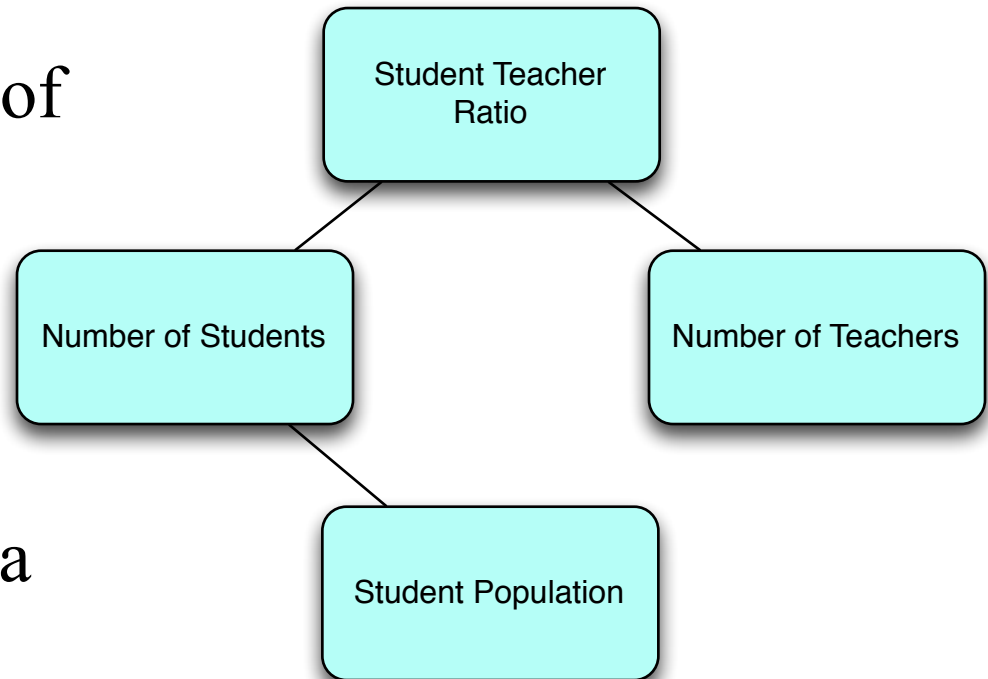 of
Student Teacher
Ratio
Number of Students
Number of Teachers
a
Student Population